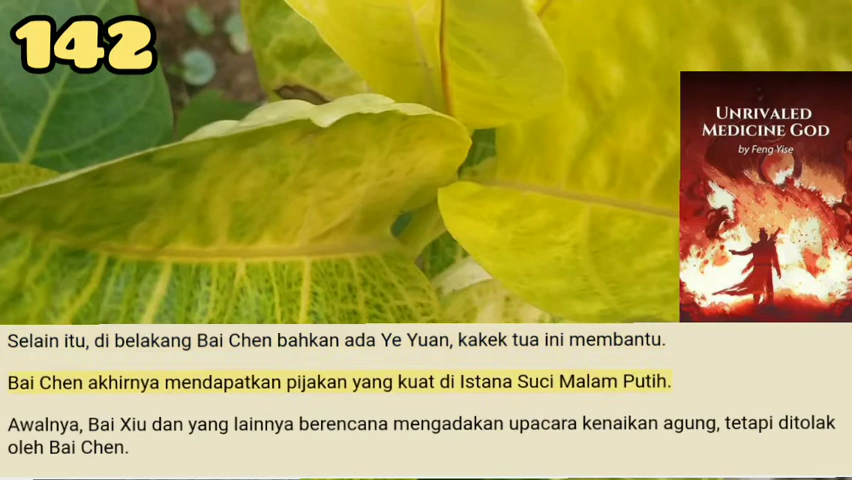 142
UNRIVALED
MEDICINE GOD
by Feng Yise
Selain itu, di belakang Bai Chen bahkan ada Ye Yuan, kakek tua ini membantu.
Bai Chen akhirnya mendapatkan pijakan yang kuat di Istana Suci Malam Putih.
Awalnya, Bai Xiu dan yang lainnya berencana mengadakan upacara kenaikan agung, tetapi ditolak
oleh Bai Chen.